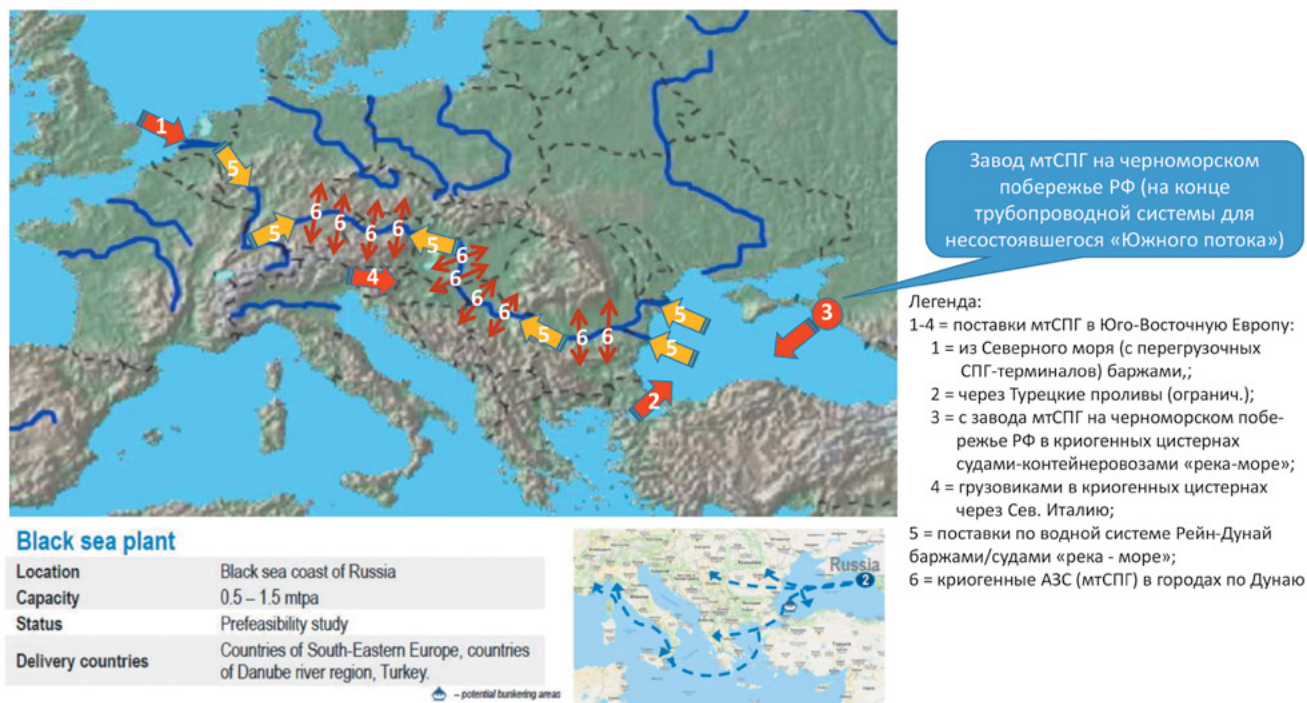 1
5
5
6
6
6
6
5
6
4
6
6
6
5
6
6
5
5
3
2
Завод мтСПГ на черноморском
побережье РФ (на конце
трубопроводной системы для
несостоявшегося «Южного потока»)
Легенда:
1-4 = поставки мтСПГ в Юго-Восточную Европу:
1 = из Северного моря (с перегрузочных
СПГ-терминалов) баржами,;
2 = через Турецкие проливы (огранич.);
3 = с завода мтСПГ на черноморском побе-
режье РФ в криогенных цистернах
судами-контейнеровозами «река-море»;
4 = грузовиками в криогенных цистернах
через Сев. Италию;
5 = поставки по водной системе Рейн-Дунай
баржами/судами «река - море»;
6 = криогенные АЗС (мтСПГ) в городах по Дунаю
Black sea plant
Location Black sea coast of Russia
Capacity 0.5 – 1.5 mtpa
Status Prefeasibility study
Delivery countries Countries of South-Eastern Europe, countries
of Danube river region, Turkey.
– potential bunkering areas
Russia
2